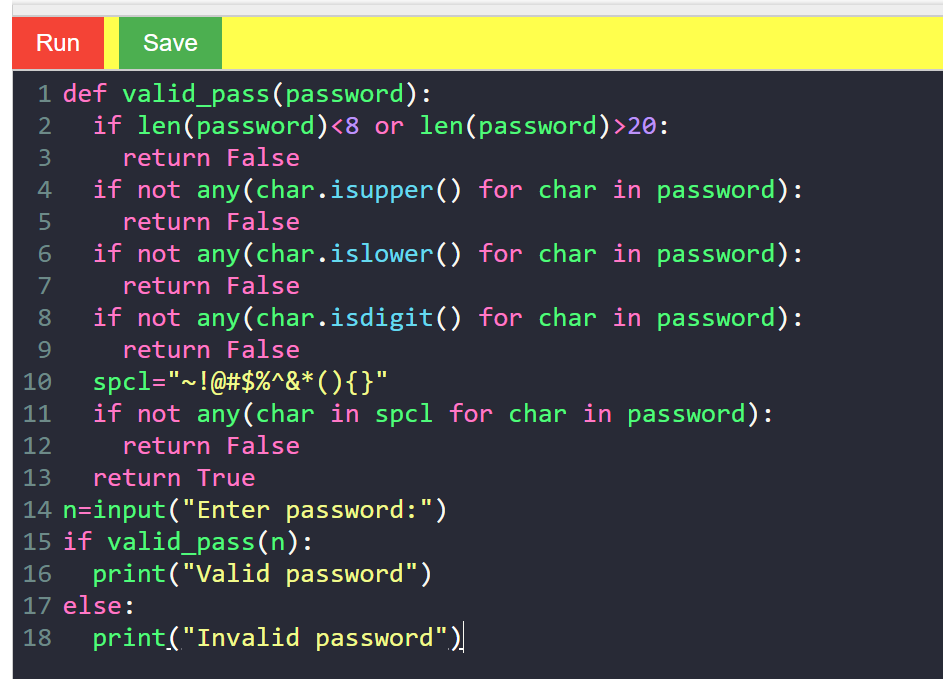 Run Save
1 def valid_pass(password):
2   if len(password)<8 or len(password)>20:
3     return False
4   if not any(char.isupper() for char in password):
5     return False
6   if not any(char.islower() for char in password):
7     return False
8   if not any(char.isdigit() for char in password):
9     return False
10   spcl="~!@#$%^&*(){}"
11   if not any(char in spcl for char in password):
12     return False
13   return True
14 n=input("Enter password:")
15 if valid_pass(n):
16   print("Valid password")
17 else:
18   print("Invalid password")